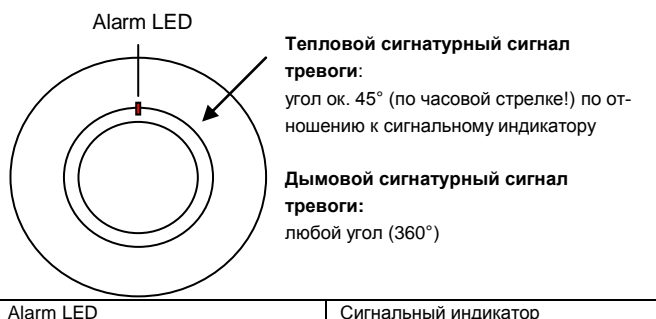 Alarm LED
Тепловой сигнатурный сигнал
тревоги:
угол ок. 45° (по часовой стрелке!) по от-
ношению к сигнальному индикатору
Дымовой сигнатурный сигнал
тревоги:
любой угол (360°)
Alarm LED Сигнальный индикатор